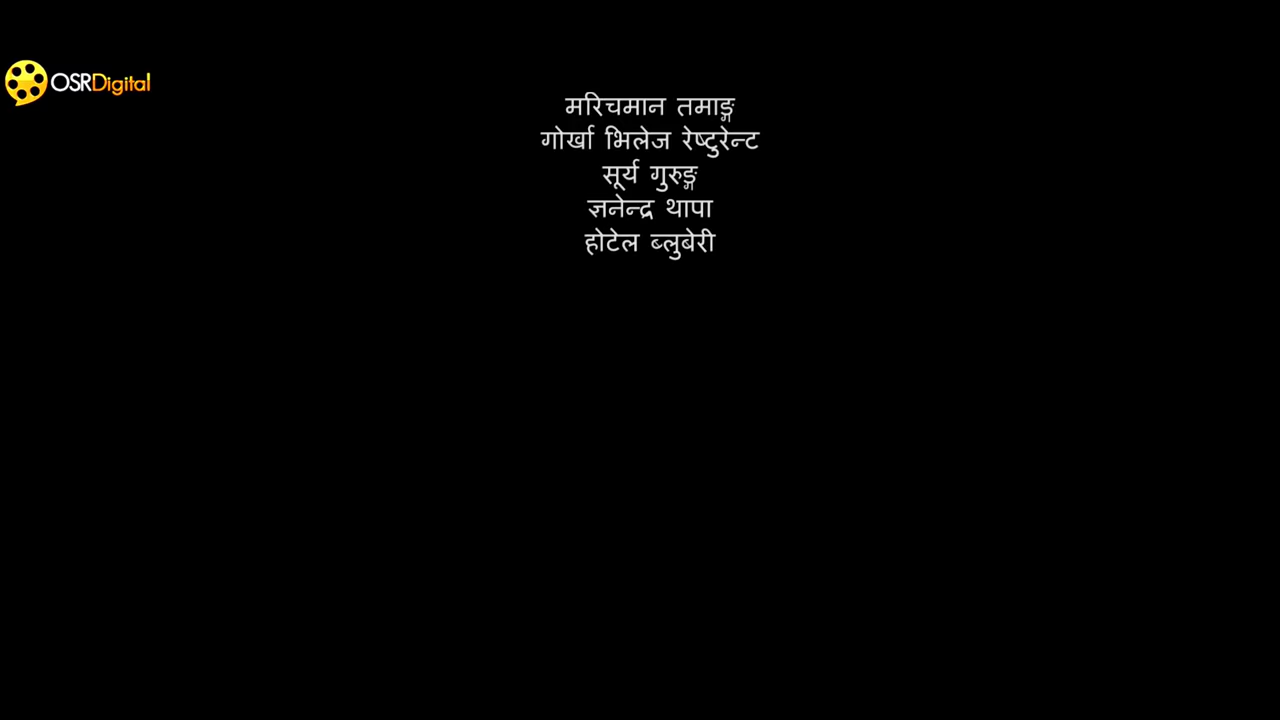 OSRDigital
मरिचमान तमाङ्ग
गोर्खा भिलेज रेष्टुरेन्ट
सूर्य गुरुङ्ग
ज्ञनेन्द्र थापा
होटेल ब्लुबेरी